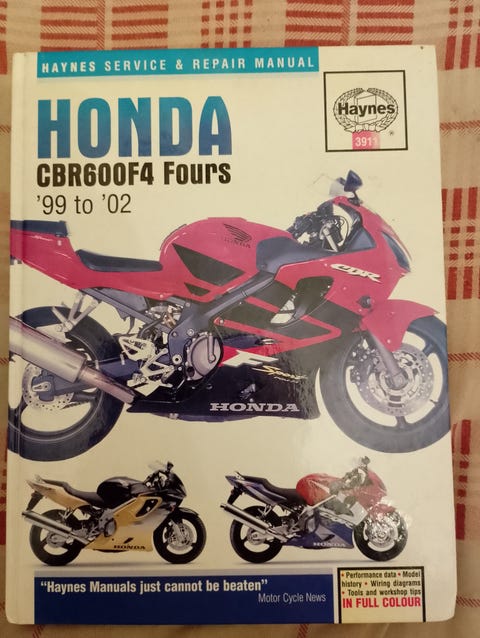 HAYNES SERVICE & REPAIR MANUAL
HONDA
CBR600F4 Fours
'99 to '02
Haynes
3911
HONDA
CBR
Sport
HONDA
HONDA
"Haynes Manuals just cannot be beaten"
Motor Cycle News
• Performance data • Model
history • Wiring diagrams
• Tools and workshop tips
IN FULL COLOUR